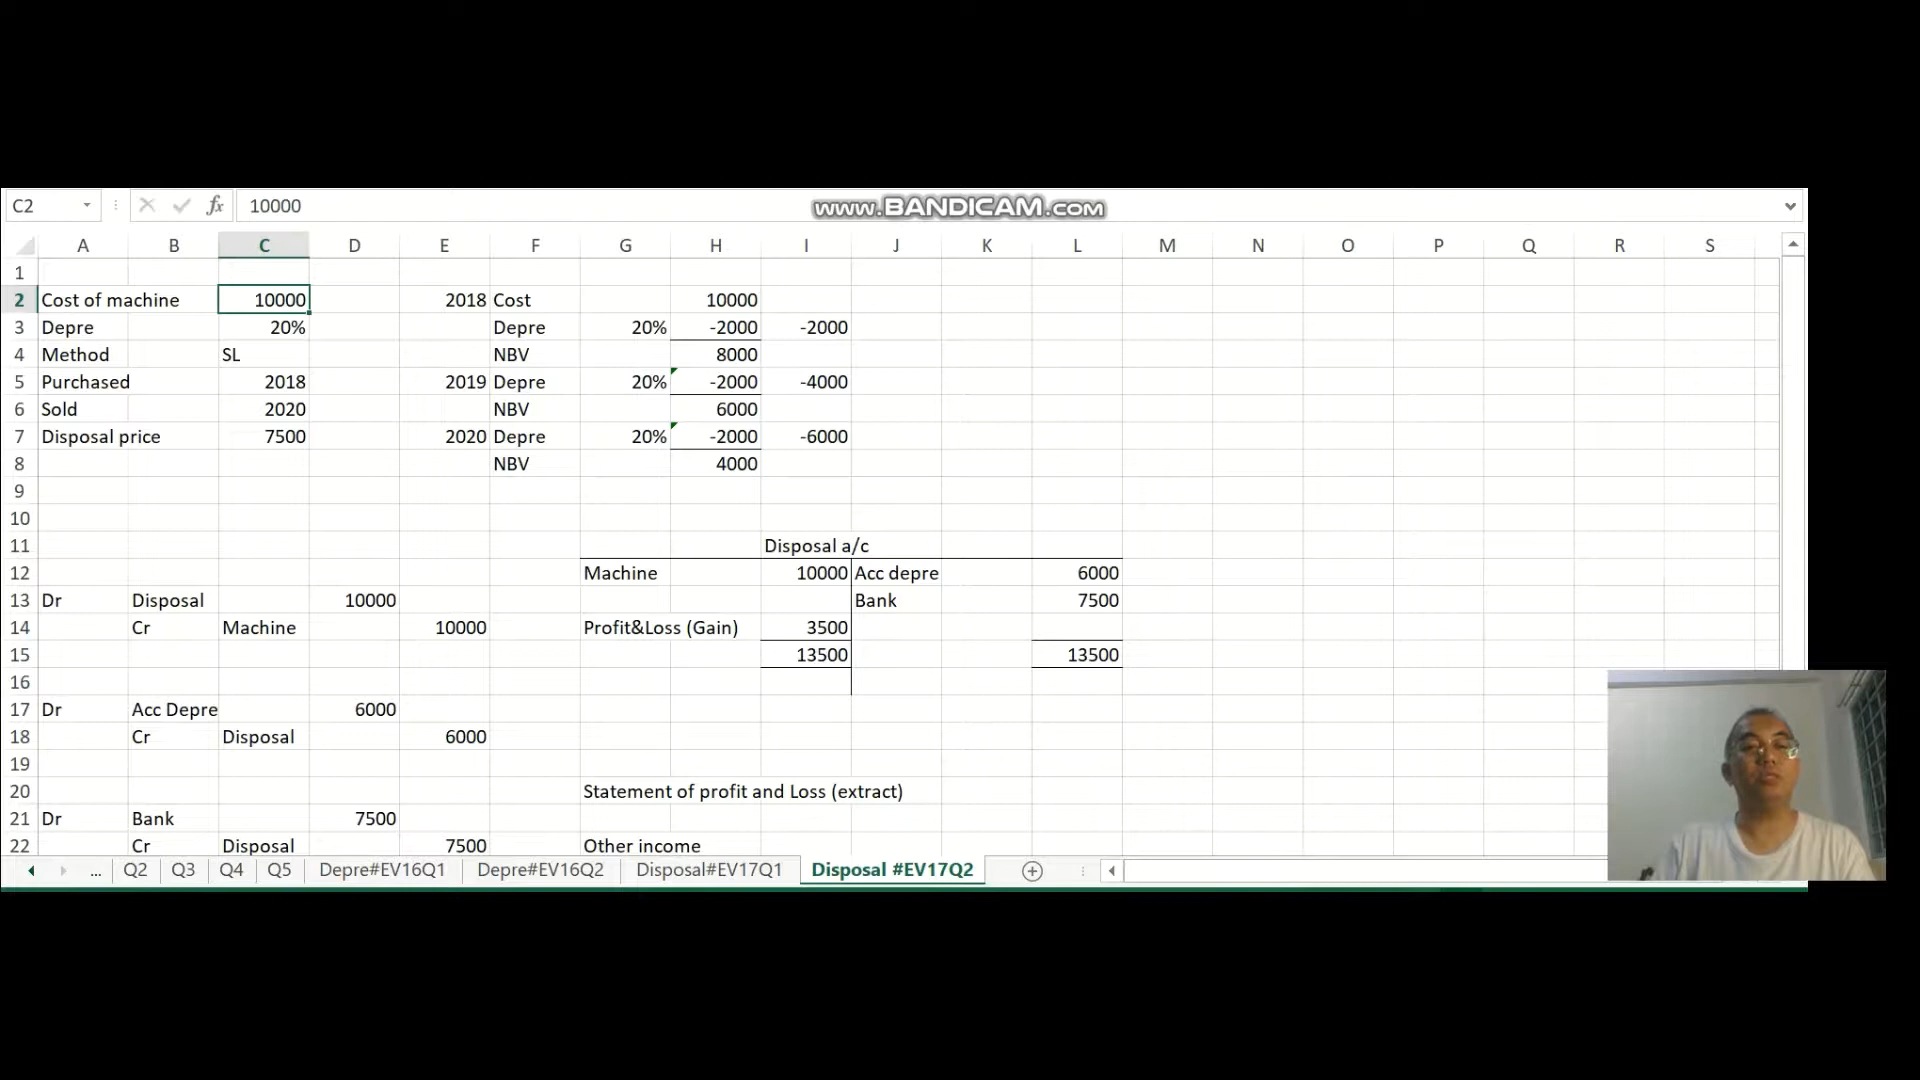 C2 fx 10000 www.BANDICAM.com
A B C D E F G H I J K L M N O P Q R S
1
2 Cost of machine 10000 2018 Cost 10000
3 Depre 20% Depre 20% -2000 -2000
4 Method SL NBV 8000
5 Purchased 2018 2019 Depre 20% -2000 -4000
6 Sold 2020 NBV 6000
7 Disposal price 7500 2020 Depre 20% -2000 -6000
8 NBV 4000
9
10
11 Disposal a/c
12 Machine 10000 Acc depre 6000
13 Dr Disposal 10000 Bank 7500
14 Cr Machine 10000 Profit&Loss (Gain) 3500
15 13500 13500
16
17 Dr Acc Depre 6000
18 Cr Disposal 6000
19
20 Statement of profit and Loss (extract)
21 Dr Bank 7500
22 Cr Disposal 7500 Other income
... Q2 Q3 Q4 Q5 Depre#EV16Q1 Depre#EV16Q2 Disposal#EV17Q1 Disposal #EV17Q2